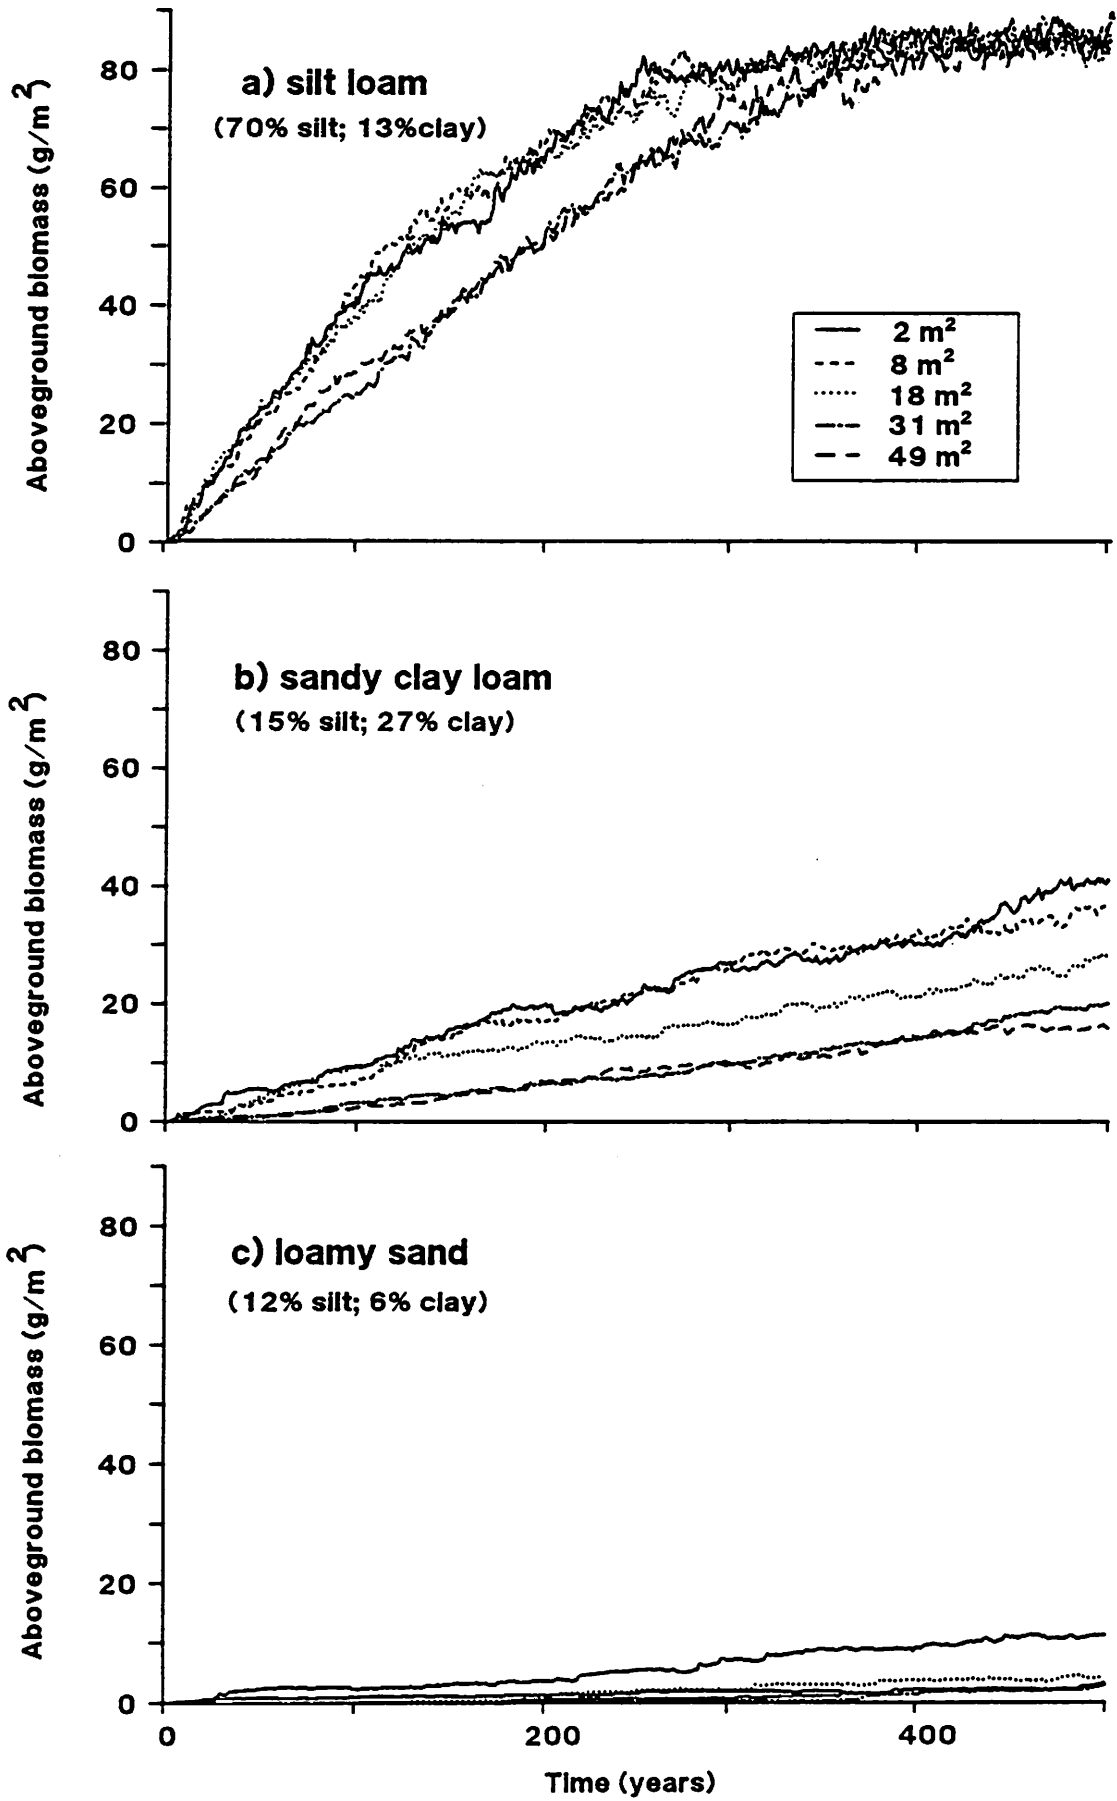 Aboveground biomass (g/m²)
80
60
40
20
0
a) silt loam
(70% silt; 13%clay)
2 m²
8 m²
18 m²
31 m²
49 m²
Aboveground biomass (g/m²)
80
60
40
20
0
b) sandy clay loam
(15% silt; 27% clay)
Aboveground biomass (g/m²)
80
60
40
20
0
c) loamy sand
(12% silt; 6% clay)
0 200 400
Time (years)